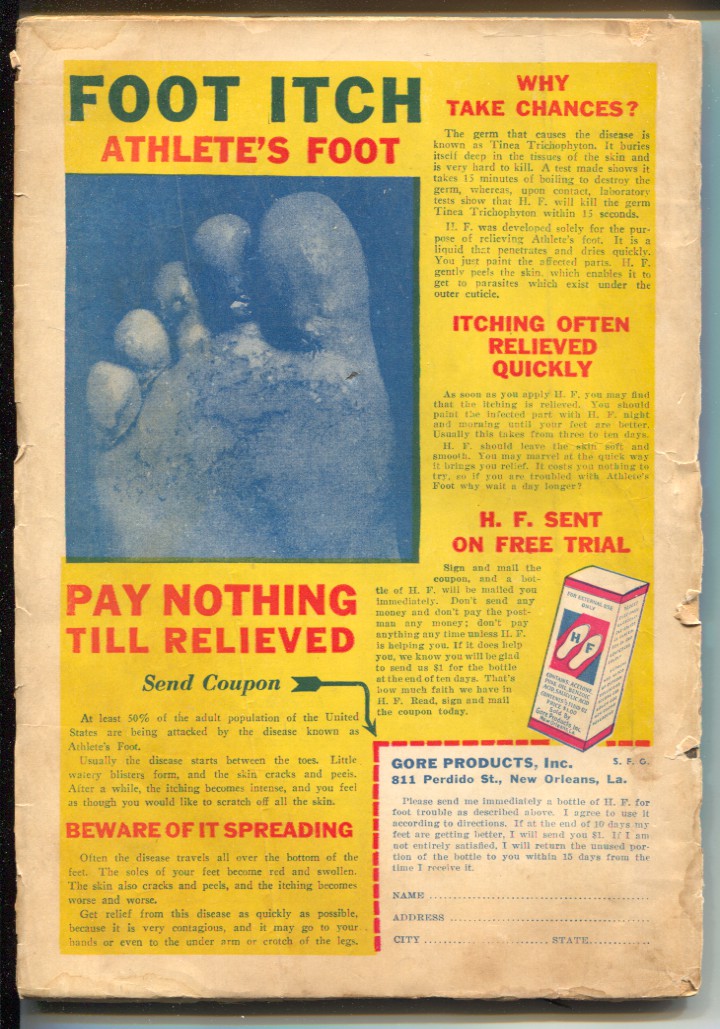 FOOT ITCH
ATHLETE'S FOOT
PAY NOTHING
TILL RELIEVED
Send Coupon
At least 50% of the adult population of the United
States are being attacked by the disease known as
Athlete's Foot.
Usually the disease starts between the toes. Little
watery blisters form, and the skin cracks and peels.
After a while, the itching becomes intense, and you feel
as though you would like to scratch off all the skin.
BEWARE OF IT SPREADING
Often the disease travels all over the bottom of the
feet. The soles of your feet become red and swollen.
The skin also cracks and peels, and the itching becomes
worse and worse.
Get relief from this disease as quickly as possible,
because it is very contagious, and it may go to your
hands or even to the under arm or crotch of the legs.
WHY
TAKE CHANCES?
The germ that causes the disease is
known as Tinea Trichophyton. It buries
itself deep in the tissues of the skin and
is very hard to kill. A test made shows it
takes 15 minutes of boiling to destroy the
germ, whereas, upon contact, laboratory
tests show that H. F. will kill the germ
Tinea Trichophyton within 15 seconds.
H. F. was developed solely for the pur-
pose of relieving Athlete's foot. It is a
liquid that penetrates and dries quickly.
You just paint the affected parts. H. F.
gently peels the skin, which enables it to
get to parasites which exist under the
outer cuticle.
ITCHING OFTEN
RELIEVED
QUICKLY
As soon as you apply H. F. you may find
that the itching is relieved. You should
paint the infected part with H. F. night
and morning until your feet are better.
Usually this takes from three to ten days.
H. F. should leave the skin soft and
smooth. You may marvel at the quick way
it brings you relief. It costs you nothing to
try, so if you are troubled with Athlete's
Foot why wait a day longer?
H. F. SENT
ON FREE TRIAL
Sign and mail the
coupon, and a bot-
tle of H. F. will be mailed you
immediately. Don't send any
money and don't pay the post-
man any money; don't pay
anything any time unless H. F.
is helping you. If it does help
you, we know you will be glad
to send us $1 for the bottle
at the end of ten days. That's
how much faith we have in
H. F. Read, sign and mail
the coupon today.
FOR EXTERNAL USE
ONLY
H F
CONTAINS, ACETONE
PINE OIL, BENZOIC
ACID, SALICYLIC ACID
PRICE $1.00
Sold By
Gore Products, Inc.
New Orleans, La.
GORE PRODUCTS, Inc. S. F. G.
811 Perdido St., New Orleans, La.
Please send me immediately a bottle of H. F. for
foot trouble as described above. I agree to use it
according to directions. If at the end of 10 days my
feet are getting better, I will send you $1. If I am
not entirely satisfied, I will return the unused por-
tion of the bottle to you within 15 days from the
time I receive it.
NAME
ADDRESS
CITY STATE